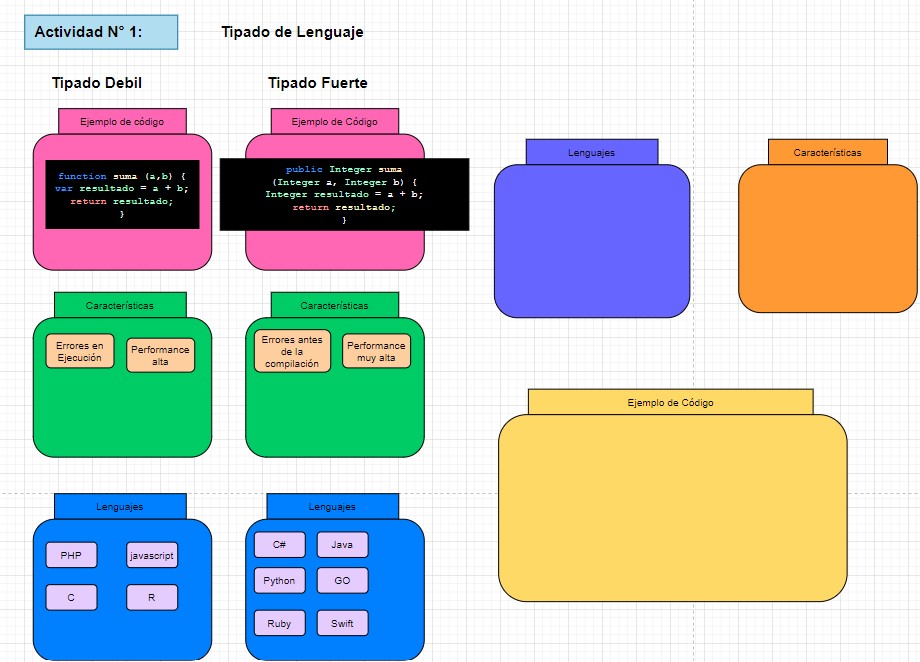 Actividad N° 1:
Tipado de Lenguaje
Tipado Debil
Tipado Fuerte
Ejemplo de código
function suma (a,b) {
var resultado = a + b;
return resultado;
}
Ejemplo de Código
public Integer suma
(Integer a, Integer b) {
Integer resultado = a + b;
return resultado;
}
Lenguajes
Características
Características
Errores en
Ejecución
Performance
alta
Características
Errores antes
de la
compilación
Performance
muy alta
Ejemplo de Código
Lenguajes
PHP
javascript
C
R
Lenguajes
C#
Java
Python
GO
Ruby
Swift